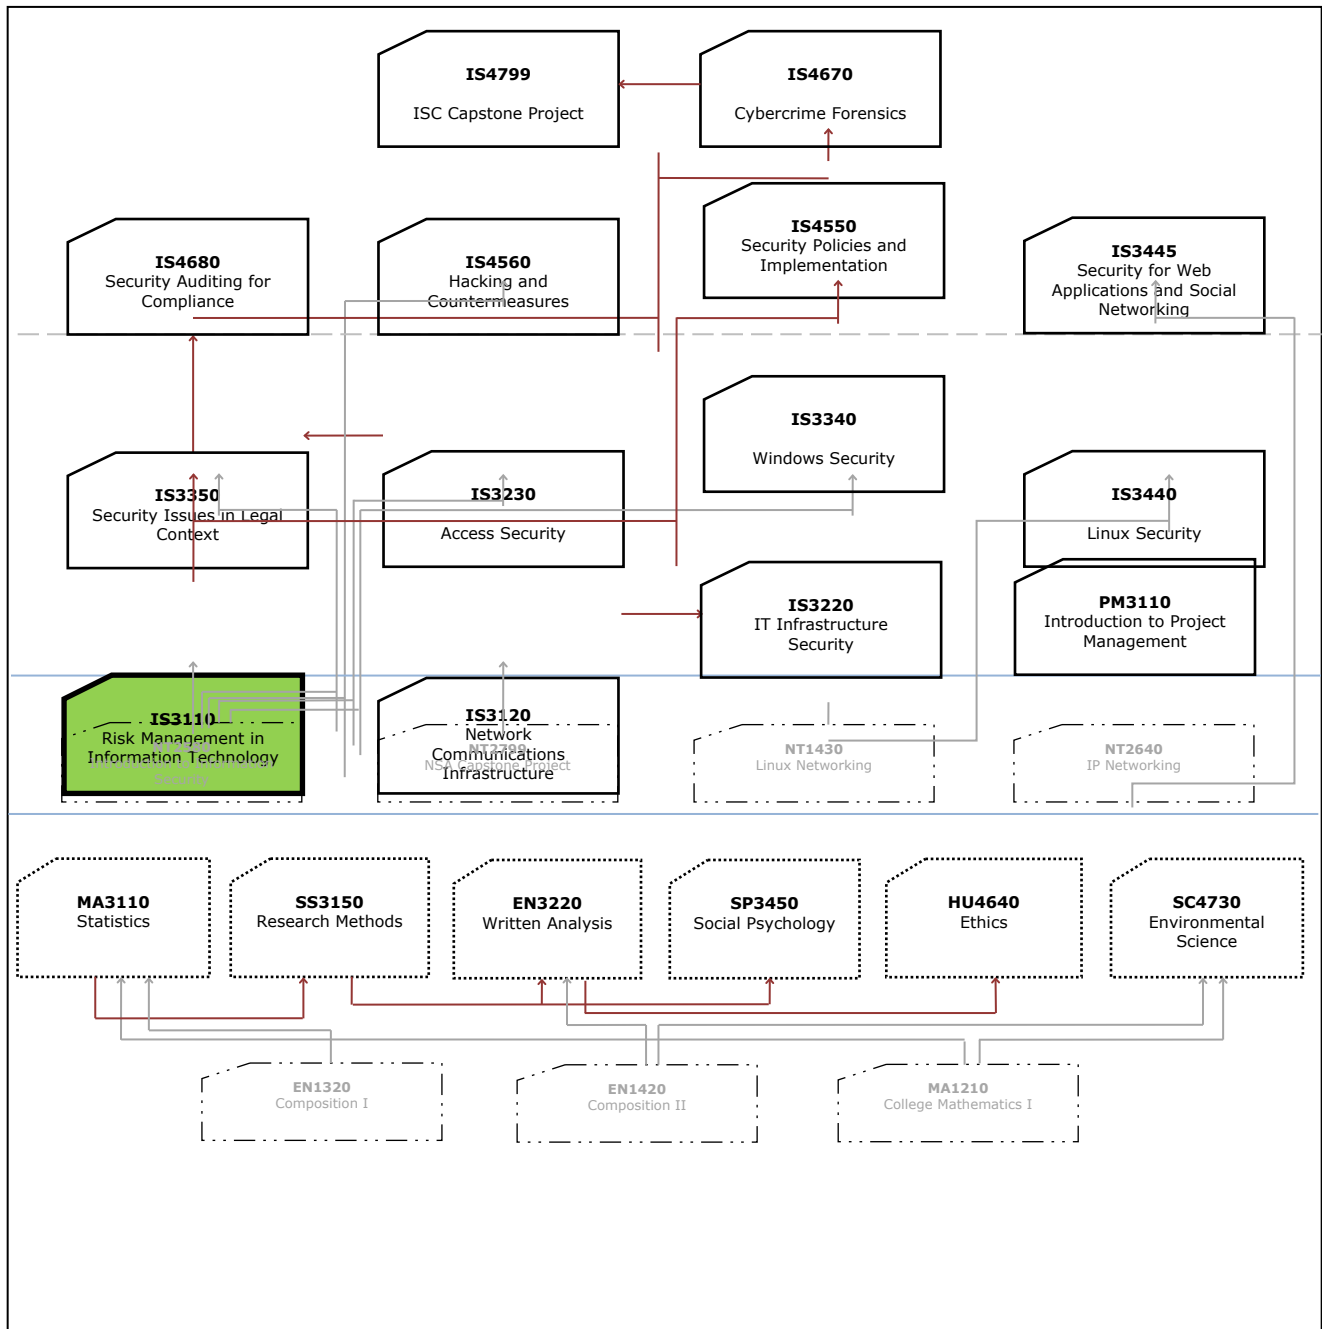 IS4799
ISC Capstone Project
IS4670
Cybercrime Forensics
IS4680
Security Auditing for
Compliance
IS4560
Hacking and
Countermeasures
IS4550
Security Policies and
Implementation
IS3445
Security for Web
Applications and Social
Networking
IS3350
Security Issues in Legal
Context
IS3230
Access Security
IS3340
Windows Security
IS3440
Linux Security
IS3220
IT Infrastructure
Security
PM3110
Introduction to Project
Management
IS3110
Risk Management in
Information Technology
Security
IS3120
Network
Communications
Infrastructure
NT2799
NSA Capstone Project
NT1430
Linux Networking
NT2640
IP Networking
MA3110
Statistics
SS3150
Research Methods
EN3220
Written Analysis
SP3450
Social Psychology
HU4640
Ethics
SC4730
Environmental
Science
EN1320
Composition I
EN1420
Composition II
MA1210
College Mathematics I